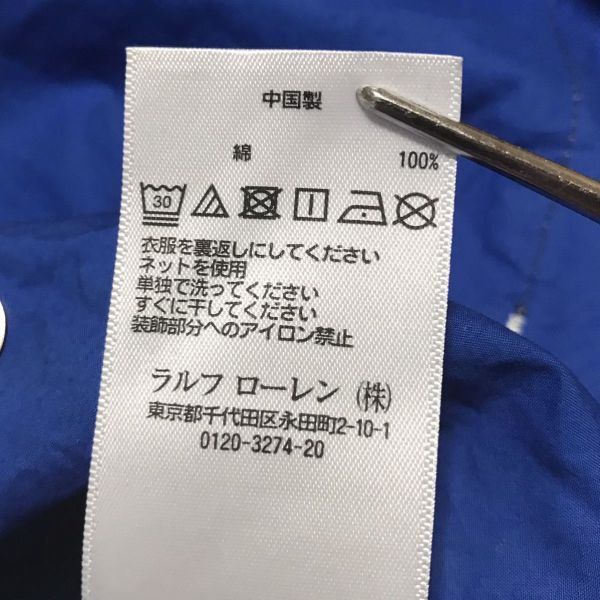 中国製
綿 100%
30
衣服を裏返しにしてください
ネットを使用
単独で洗ってください
すぐに干してください
装飾部分へのアイロン禁止
ラルフ ローレン (株)
東京都千代田区永田町2-10-1
0120-3274-20